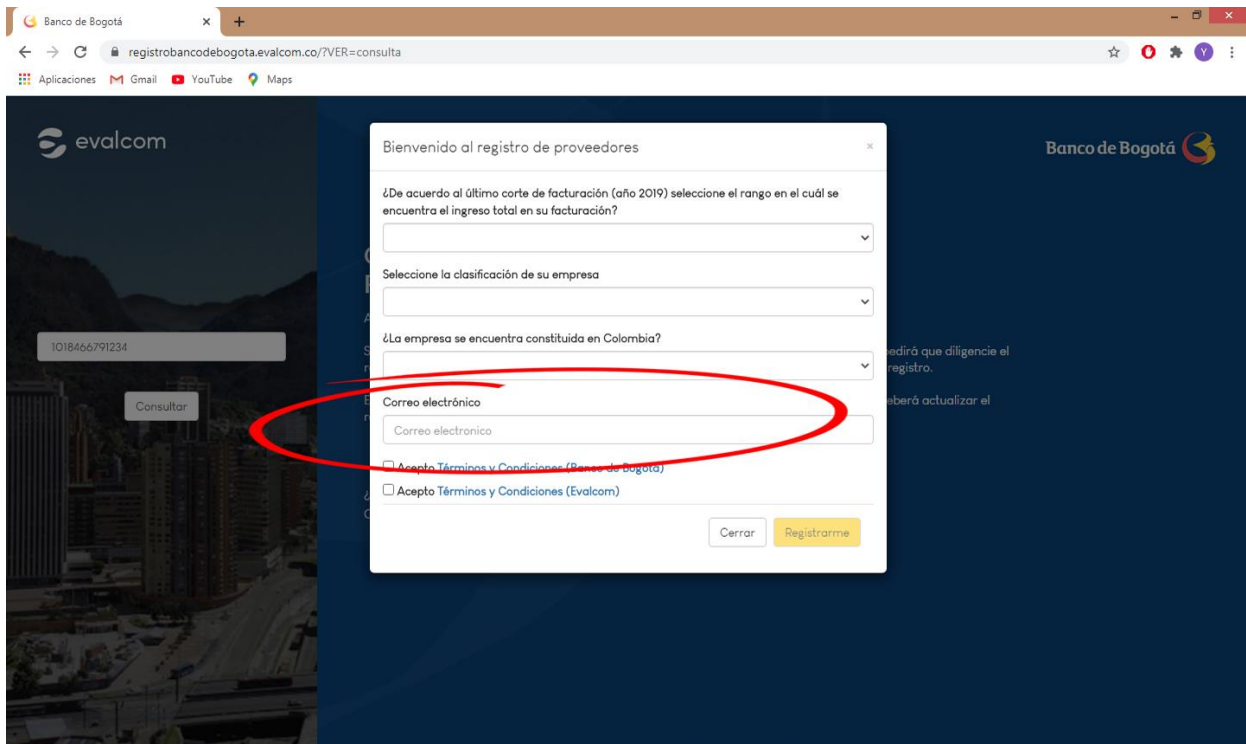 Banco de Bogotá
registrobancodebogota.evalcom.co/?VER=consulta
Y
Aplicaciones
Gmail
YouTube
Maps
evalcom
Banco de Bogotá
Bienvenido al registro de proveedores
¿De acuerdo al último corte de facturación (año 2019) seleccione el rango en el cuál se
encuentra el ingreso total en su facturación?
Seleccione la clasificación de su empresa
¿La empresa se encuentra constituida en Colombia?
1018466791234
Consultar
edirá que diligencie el
registro.
eberá actualizar el
Correo electrónico
Correo electronico
Acepto Términos y Condiciones (Banco de Bogotá)
Acepto Términos y Condiciones (Evalcom)
Cerrar
Registrarme